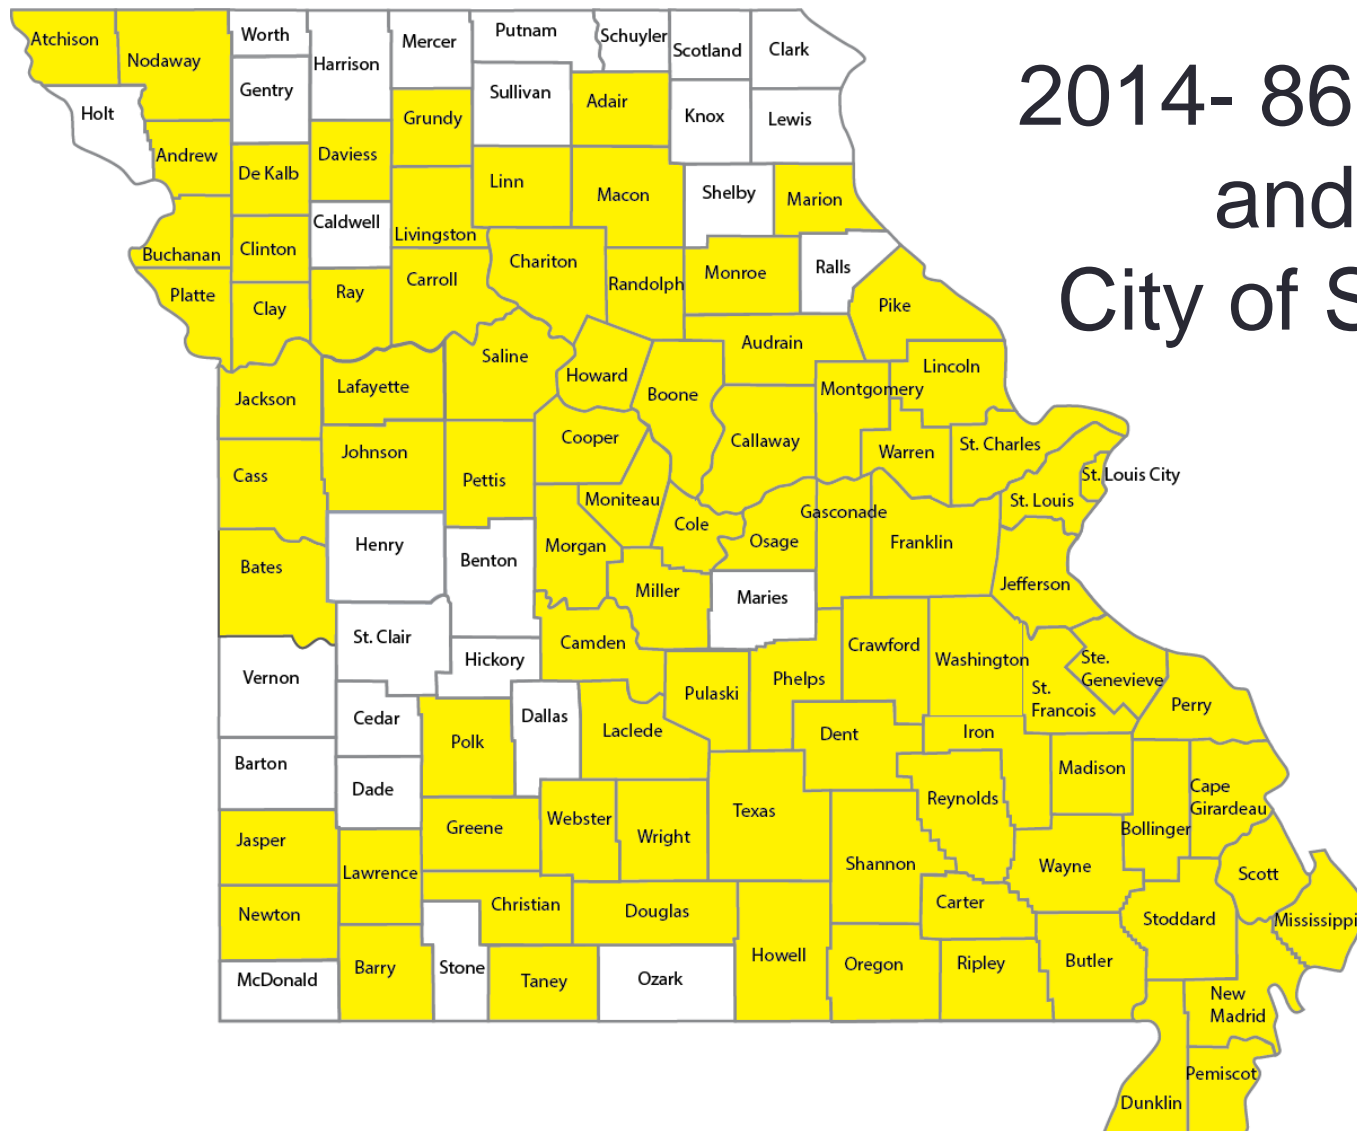 2014- 86
and
City of S
Atchison
Nodaway
Worth
Harrison
Mercer
Putnam
Schuyler
Scotland
Clark
Holt
Gentry
Sullivan
Adair
Knox
Lewis
Grundy
Andrew
De Kalb
Daviess
Linn
Macon
Shelby
Marion
Caldwell
Livingston
Buchanan
Clinton
Chariton
Randolph
Monroe
Ralls
Platte
Clay
Ray
Carroll
Pike
Saline
Howard
Audrain
Lincoln
Jackson
Lafayette
Boone
Montgomery
Cooper
Callaway
Warren
St. Charles
Cass
Johnson
Pettis
Moniteau
St. Louis City
St. Louis
Cole
Gasconade
Osage
Franklin
Henry
Benton
Morgan
Bates
Miller
Maries
Jefferson
St. Clair
Hickory
Camden
Crawford
Washington
Ste.
Genevieve
Vernon
Pulaski
Phelps
St.
Francois
Perry
Cedar
Polk
Dallas
Laclede
Dent
Iron
Barton
Dade
Madison
Cape
Girardeau
Reynolds
Jasper
Greene
Webster
Wright
Texas
Bollinger
Lawrence
Shannon
Wayne
Scott
Newton
Christian
Douglas
Carter
Stoddard
Mississippi
McDonald
Barry
Stone
Taney
Ozark
Howell
Oregon
Ripley
Butler
New
Madrid
Pemiscot
Dunklin